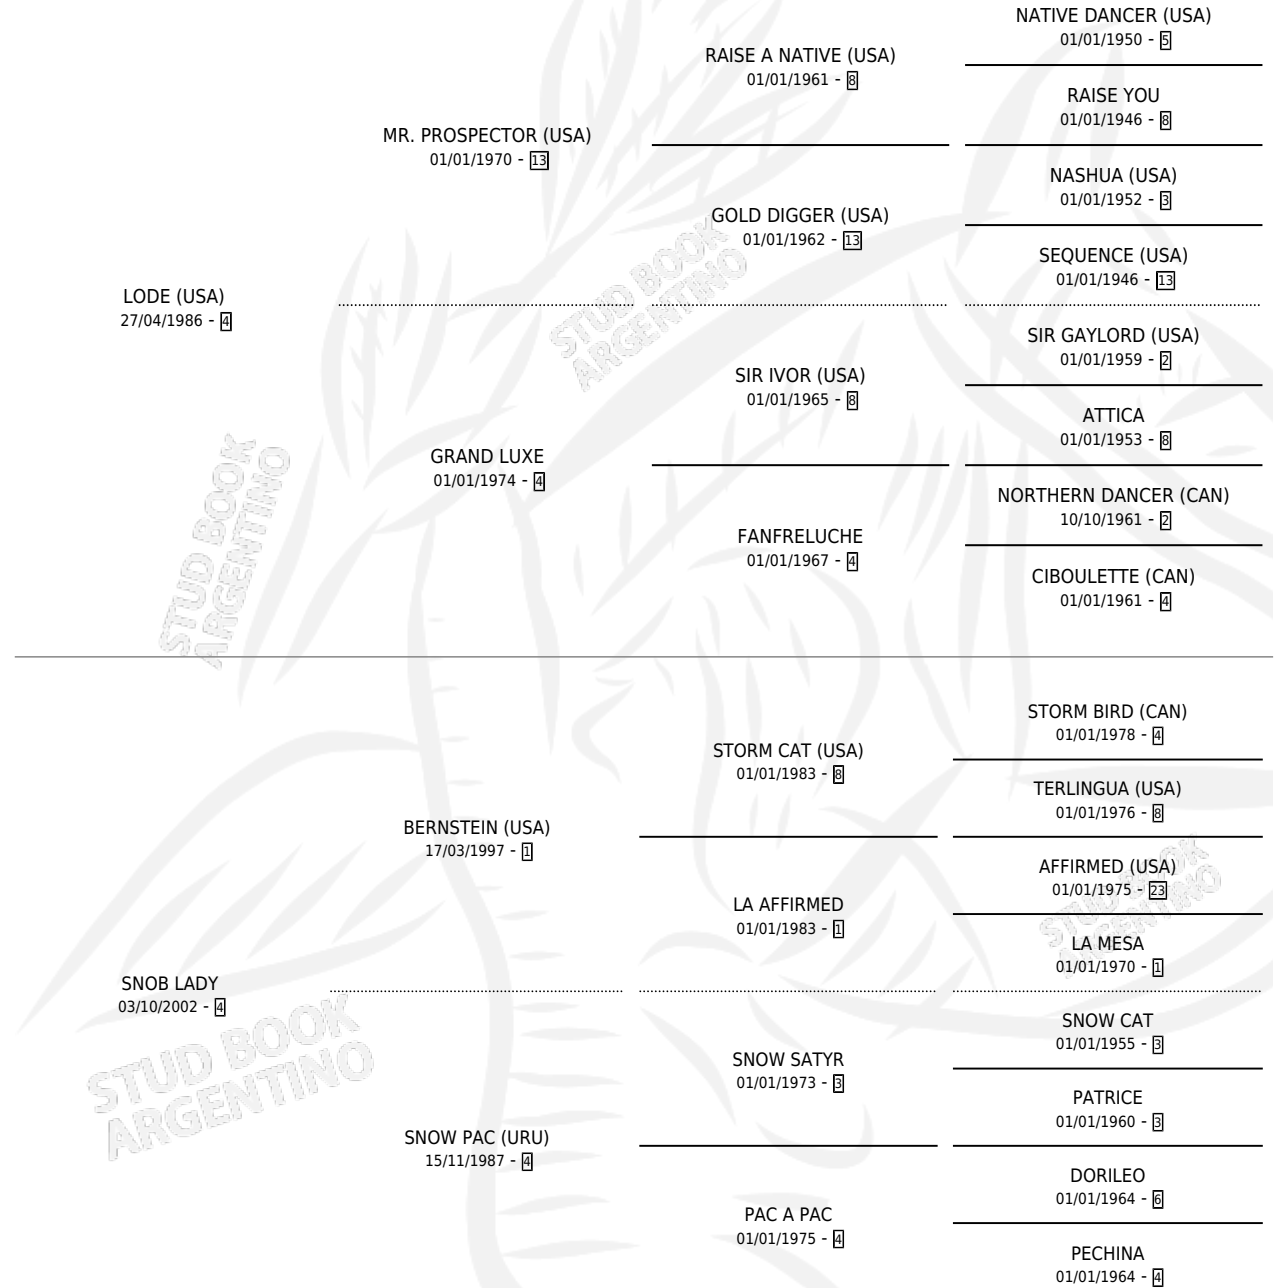 NATIVE DANCER (USA)
01/01/1950 - 5
RAISE A NATIVE (USA)
01/01/1961 - 8
RAISE YOU
01/01/1946 - 8
MR. PROSPECTOR (USA)
01/01/1970 - 13
NASHUA (USA)
01/01/1952 - 3
GOLD DIGGER (USA)
01/01/1962 - 13
SEQUENCE (USA)
01/01/1946 - 13
LODE (USA)
27/04/1986 - 4
STUD BOOK
ARGENTINO
SIR GAYLORD (USA)
01/01/1959 - 2
SIR IVOR (USA)
01/01/1965 - 8
ATTICA
01/01/1953 - 8
GRAND LUXE
01/01/1974 - 4
NORTHERN DANCER (CAN)
10/10/1961 - 2
FANFRELUCHE
01/01/1967 - 4
CIBOULETTE (CAN)
01/01/1961 - 4
STUD BOOK
ARGENTINO
STORM BIRD (CAN)
01/01/1978 - 4
STORM CAT (USA)
01/01/1983 - 8
TERLINGUA (USA)
01/01/1976 - 8
BERNSTEIN (USA)
17/03/1997 - 1
AFFIRMED (USA)
01/01/1975 - 23
LA AFFIRMED
01/01/1983 - 1
STUD BOOK
ARGENTINO
LA MESA
01/01/1970 - 1
SNOB LADY
03/10/2002 - 4
SNOW CAT
01/01/1955 - 3
SNOW SATYR
01/01/1973 - 3
STUD BOOK
ARGENTINO
PATRICE
01/01/1960 - 3
SNOW PAC (URU)
15/11/1987 - 4
DORILEO
01/01/1964 - 6
PAC A PAC
01/01/1975 - 4
PECHINA
01/01/1964 - 4